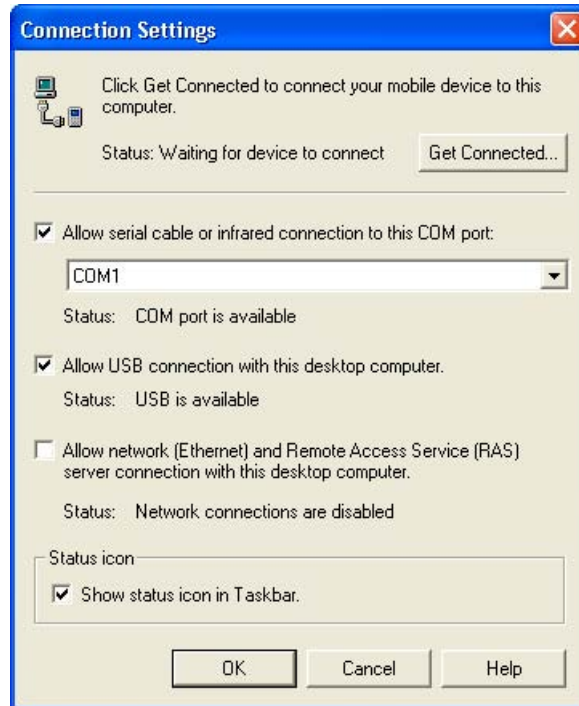 Connection Settings
Click Get Connected to connect your mobile device to this
computer.
Status: Waiting for device to connect
Get Connected...
Allow serial cable or infrared connection to this COM port:
COM1
Status: COM port is available
Allow USB connection with this desktop computer.
Status: USB is available
Allow network (Ethernet) and Remote Access Service (RAS)
server connection with this desktop computer.
Status: Network connections are disabled
Status icon
Show status icon in Taskbar.
OK
Cancel
Help